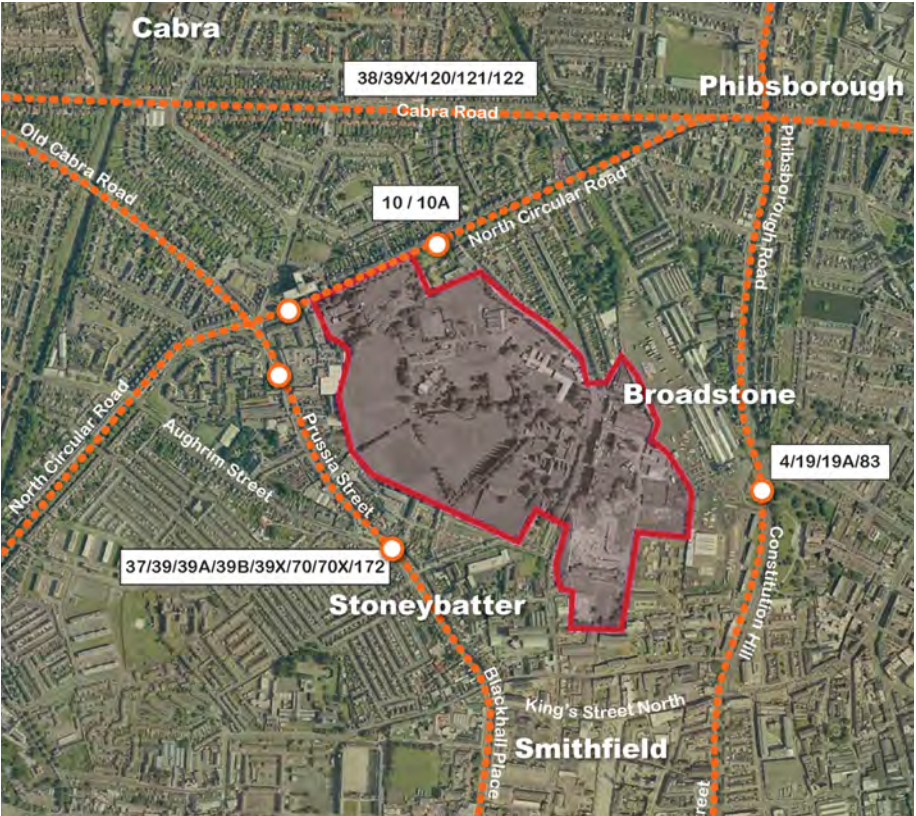 Cabra
38/39X/120/121/122
Phibsborough
Cabra Road
Old Cabra Road
Phibsborough Road
North Circular Road
10 / 10A
Broadstone
North Circular Road
Prussia Street
Aughrim Street
4/19/19A/83
37/39/39A/39B/39X/70/70X/172
Constitution Hill
Stoneybatter
Blackhall Place
King's Street North
Smithfield
reet